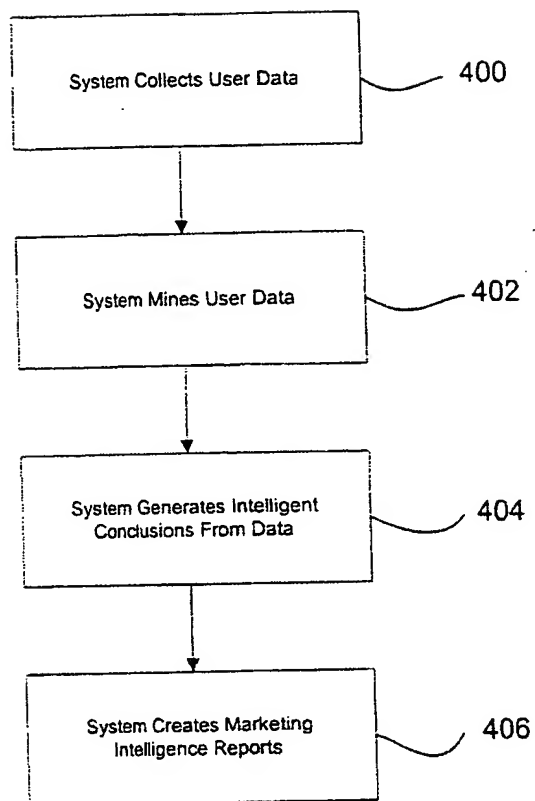 System Collects User Data
400
System Mines User Data
402
System Generates Intelligent
Conclusions From Data
404
System Creates Marketing
Intelligence Reports
406